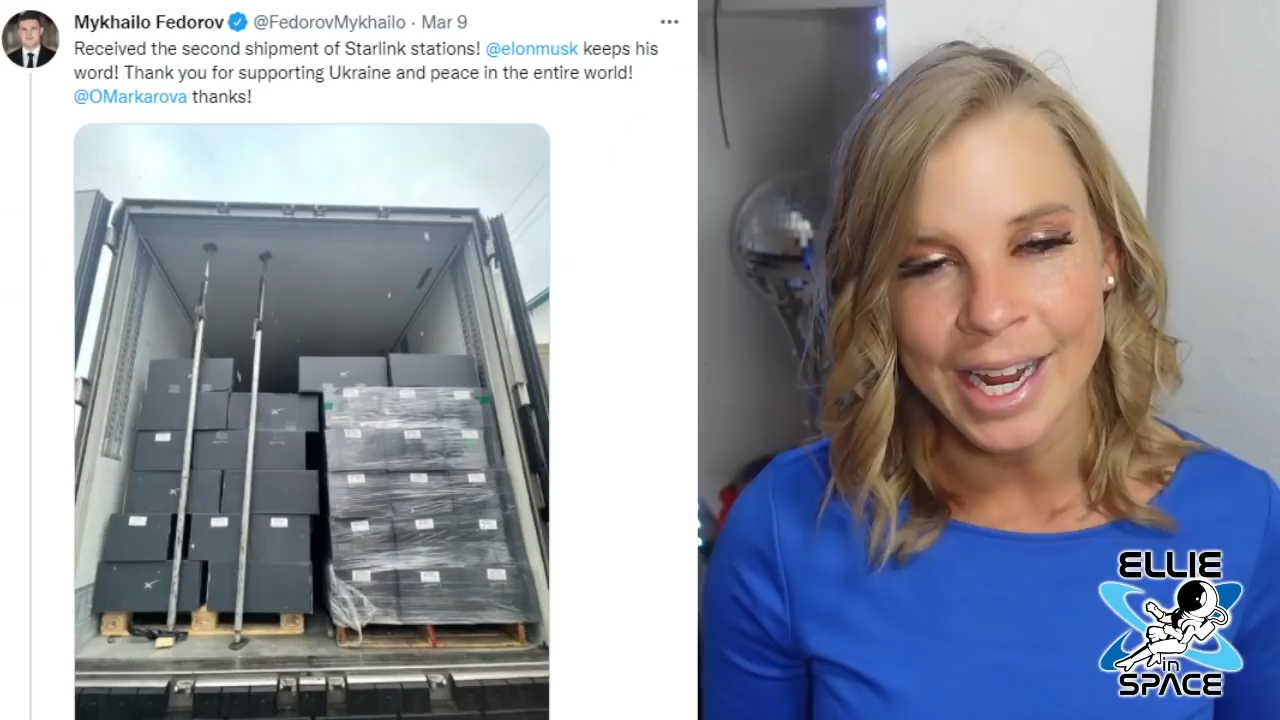 Mykhailo Fedorov @FedorovMykhailo · Mar 9
Received the second shipment of Starlink stations! @elonmusk keeps his
word! Thank you for supporting Ukraine and peace in the entire world!
@OMarkarova thanks!
ELLIE
in
SPACE